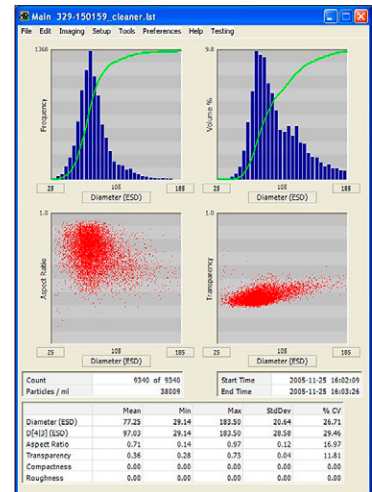 Main 329-150159_cleaner.lst
File Edit Imaging Setup Tools Preferences Help Testing
1368
Frequency
25 105 185
Diameter (ESD)
9.8
Volume %
25 105 185
Diameter (ESD)
1.0
Aspect Ratio
25 105 185
Diameter (ESD)
1.0
Transparency
25 105 185
Diameter (ESD)
Count 9340 of 9340
Particles / ml 38009
Start Time 2005-11-25 16:02:09
End Time 2005-11-25 16:03:26
Mean Min Max StdDev % CV
Diameter (ESD) 77.25 29.14 183.50 20.64 26.71
D[4|3] (ESD) 97.03 29.14 183.50 28.58 29.46
Aspect Ratio 0.71 0.14 0.97 0.12 16.97
Transparency 0.36 0.28 0.73 0.04 11.81
Compactness 0.00 0.00 0.00 0.00 0.00
Roughness 0.00 0.00 0.00 0.00 0.00